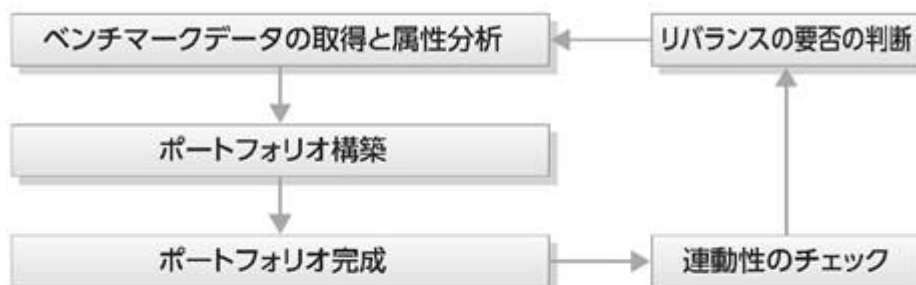 ベンチマークデータの取得と属性分析
リバランスの要否の判断
ポートフォリオ構築
ポートフォリオ完成
連動性のチェック